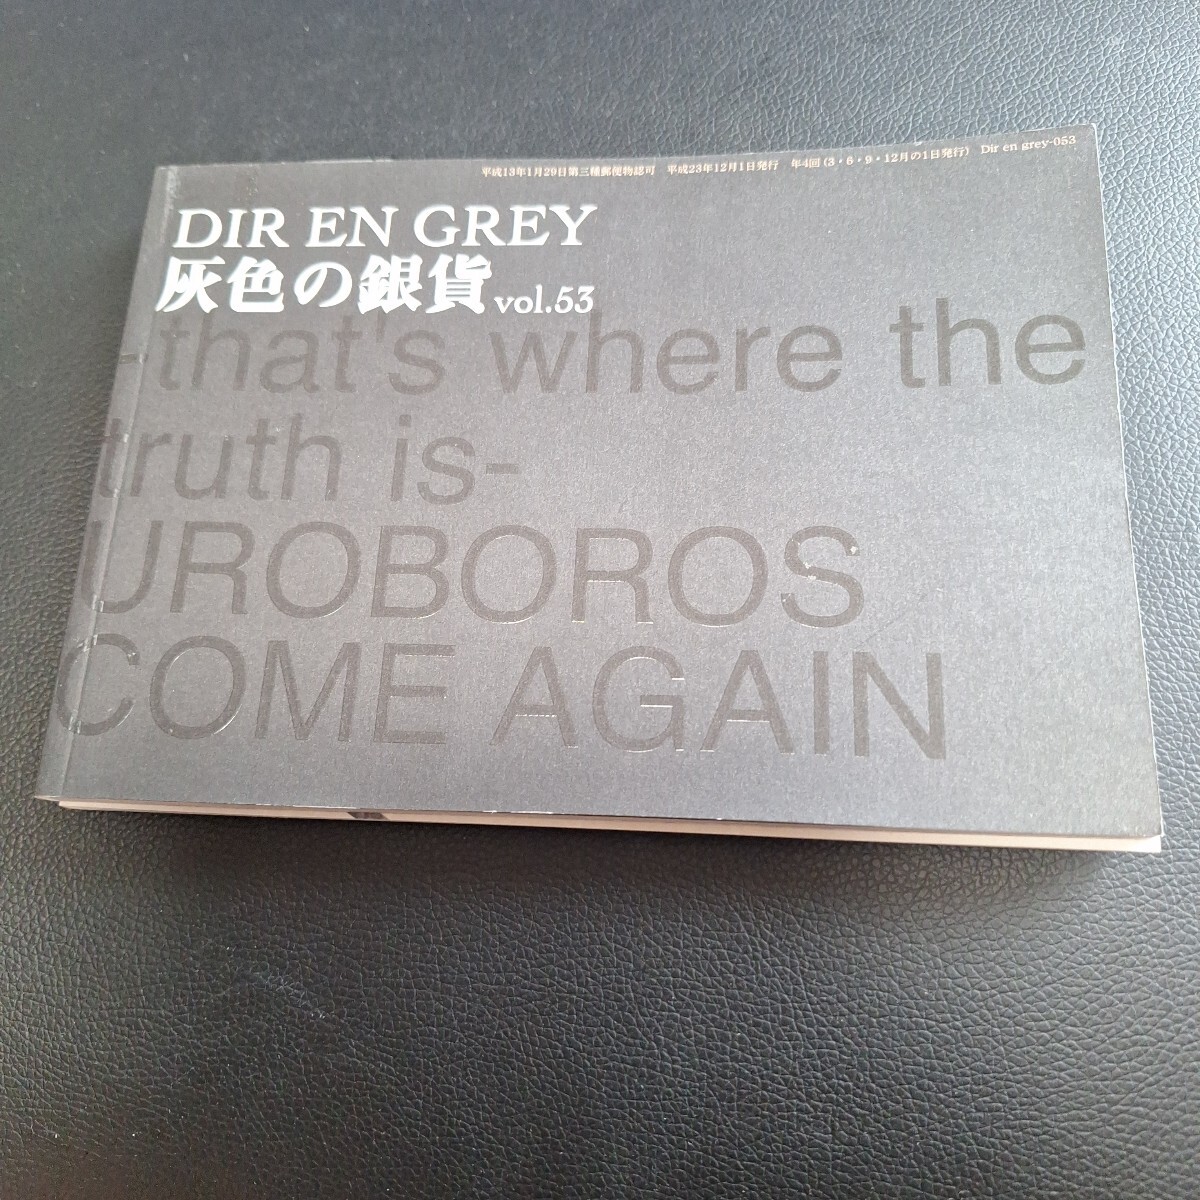 平成13年1月29日第三種郵便物認可 平成23年12月1日発行 年4回(3・6・9・12月の1日発行) Dir en grey-053
DIR EN GREY
灰色の銀貨 vol.53
-that's where the
truth is-
UROBOROS
COME AGAIN